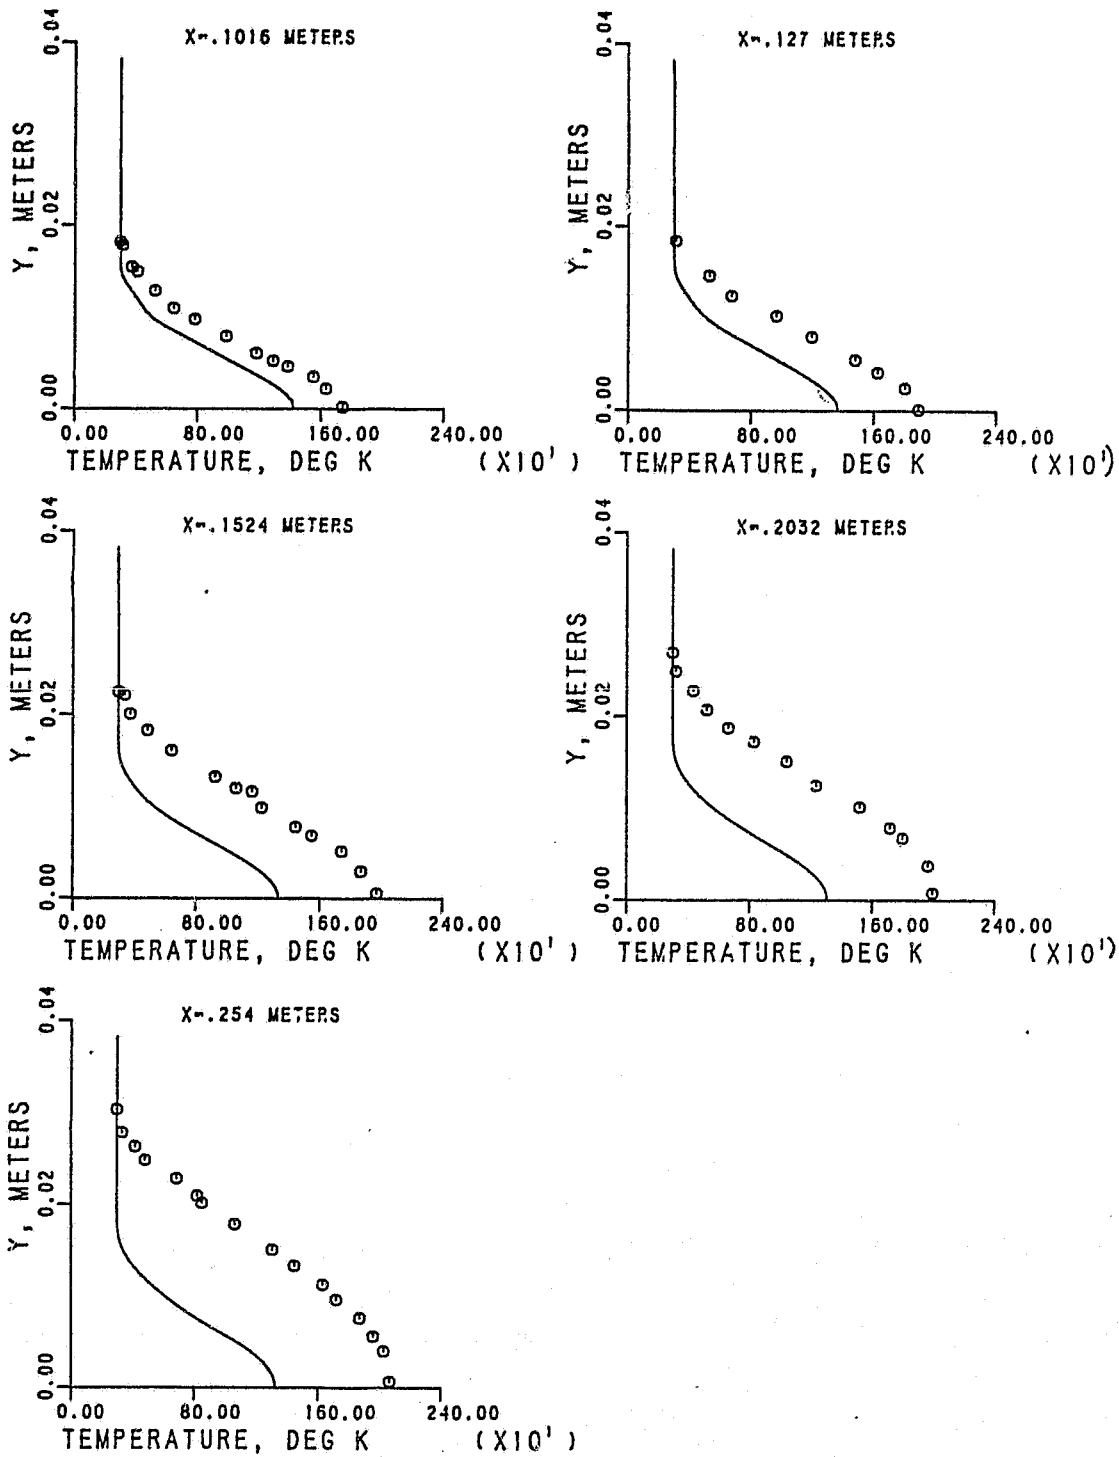 X=.1016 METERS
0.04
0.02
0.00
Y, METERS
0.00 80.00 160.00 240.00
TEMPERATURE, DEG K (X10¹)
X=.127 METERS
0.04
0.02
0.00
Y, METERS
0.00 80.00 160.00 240.00
TEMPERATURE, DEG K (X10¹)
X=.1524 METERS
0.04
0.02
0.00
Y, METERS
0.00 80.00 160.00 240.00
TEMPERATURE, DEG K (X10¹)
X=.2032 METERS
0.04
0.02
0.00
Y, METERS
0.00 80.00 160.00 240.00
TEMPERATURE, DEG K (X10¹)
X=.254 METERS
0.04
0.02
0.00
Y, METERS
0.00 80.00 160.00 240.00
TEMPERATURE, DEG K (X10¹)